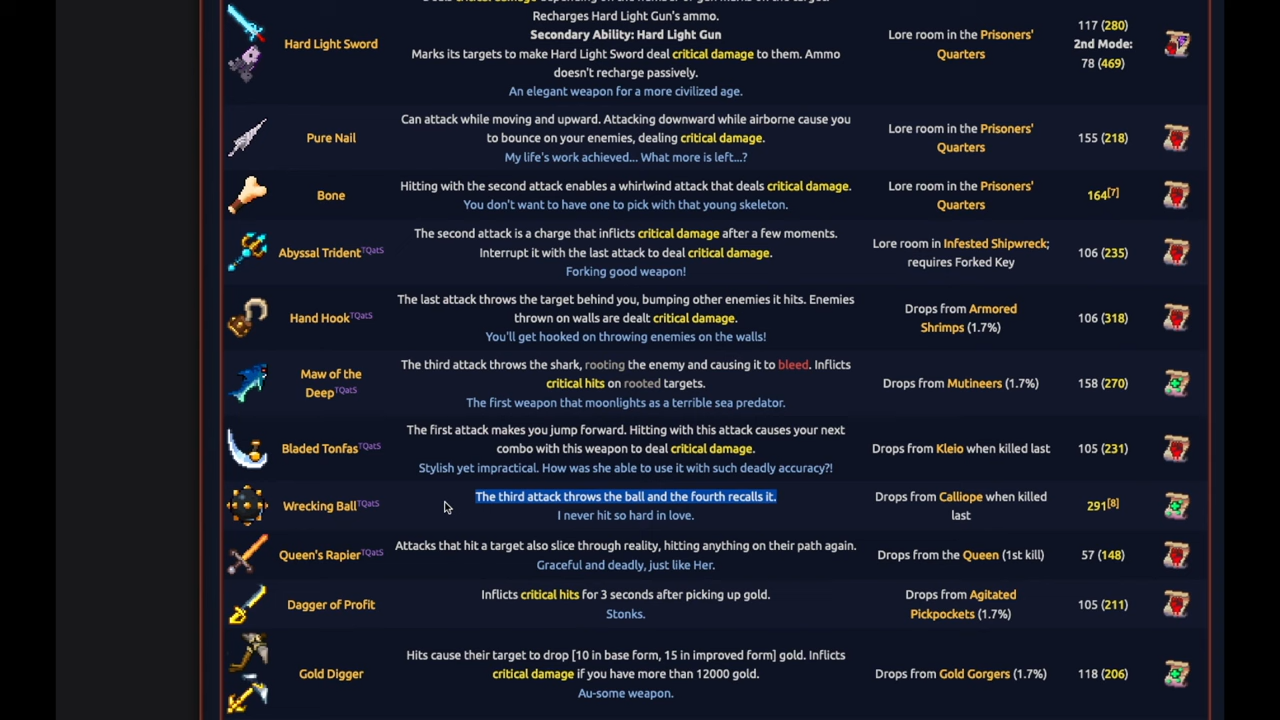 Deals critical damage depending on the number of gun marks on the target.
Recharges Hard Light Gun's ammo.
Secondary Ability: Hard Light Gun
Marks its targets to make Hard Light Sword deal critical damage to them. Ammo
doesn't recharge passively.
An elegant weapon for a more civilized age.
Hard Light Sword
Lore room in the Prisoners'
Quarters
117 (280)
2nd Mode:
78 (469)
Pure Nail
Can attack while moving and upward. Attacking downward while airborne cause you
to bounce on your enemies, dealing critical damage.
My life's work achieved... What more is left...?
Lore room in the Prisoners'
Quarters
155 (218)
Bone
Hitting with the second attack enables a whirlwind attack that deals critical damage.
You don't want to have one to pick with that young skeleton.
Lore room in the Prisoners'
Quarters
164[7]
Abyssal Trident TQatS
The second attack is a charge that inflicts critical damage after a few moments.
Interrupt it with the last attack to deal critical damage.
Forking good weapon!
Lore room in Infested Shipwreck;
requires Forked Key
106 (235)
Hand Hook TQatS
The last attack throws the target behind you, bumping other enemies it hits. Enemies
thrown on walls are dealt critical damage.
You'll get hooked on throwing enemies on the walls!
Drops from Armored
Shrimps (1.7%)
106 (318)
Maw of the
Deep TQatS
The third attack throws the shark, rooting the enemy and causing it to bleed. Inflicts
critical hits on rooted targets.
The first weapon that moonlights as a terrible sea predator.
Drops from Mutineers (1.7%)
158 (270)
Bladed Tonfas TQatS
The first attack makes you jump forward. Hitting with this attack causes your next
combo with this weapon to deal critical damage.
Stylish yet impractical. How was she able to use it with such deadly accuracy?!
Drops from Kleio when killed last
105 (231)
Wrecking Ball TQatS
The third attack throws the ball and the fourth recalls it.
I never hit so hard in love.
Drops from Calliope when killed
last
291[8]
Queen's Rapier TQatS
Attacks that hit a target also slice through reality, hitting anything on their path again.
Graceful and deadly, just like Her.
Drops from the Queen (1st kill)
57 (148)
Dagger of Profit
Inflicts critical hits for 3 seconds after picking up gold.
Stonks.
Drops from Agitated
Pickpockets (1.7%)
105 (211)
Gold Digger
Hits cause their target to drop [10 in base form, 15 in improved form] gold. Inflicts
critical damage if you have more than 12000 gold.
Au-some weapon.
Drops from Gold Gorgers (1.7%)
118 (206)